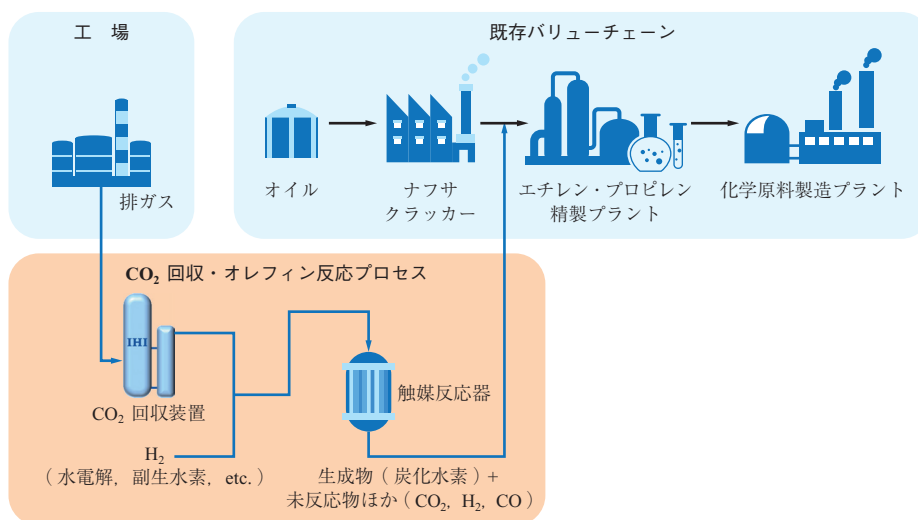 工 場
既存バリューチェーン
排ガス
オイル
ナフサ
クラッカー
エチレン・プロピレン
精製プラント
化学原料製造プラント
CO₂ 回収・オレフィン反応プロセス
IHI
CO₂ 回収装置
触媒反応器
H₂
( 水電解, 副生水素, etc. )
生成物 ( 炭化水素 ) +
未反応物ほか ( CO₂, H₂, CO )